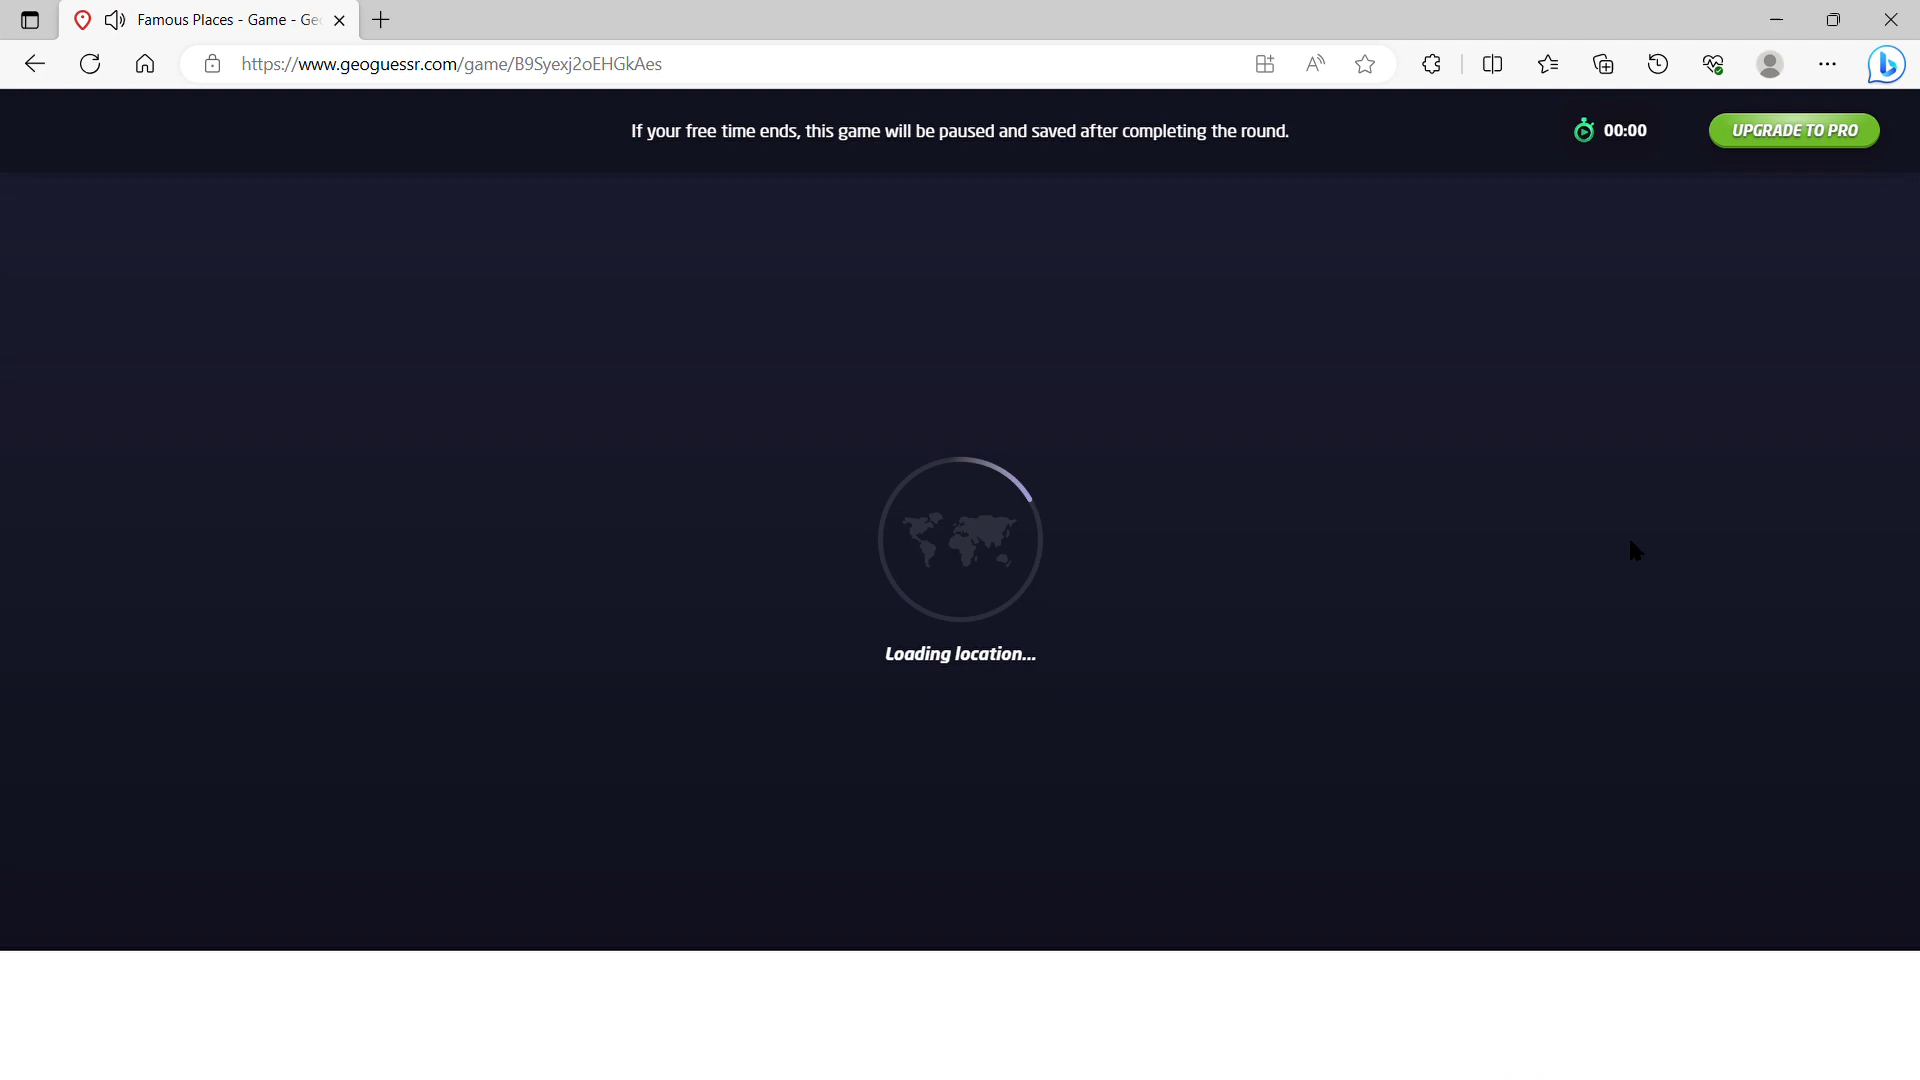 Famous Places - Game - Ge
https://www.geoguessr.com/game/B9Syexj2oEHGkAes
If your free time ends, this game will be paused and saved after completing the round.
00:00
UPGRADE TO PRO
Loading location...